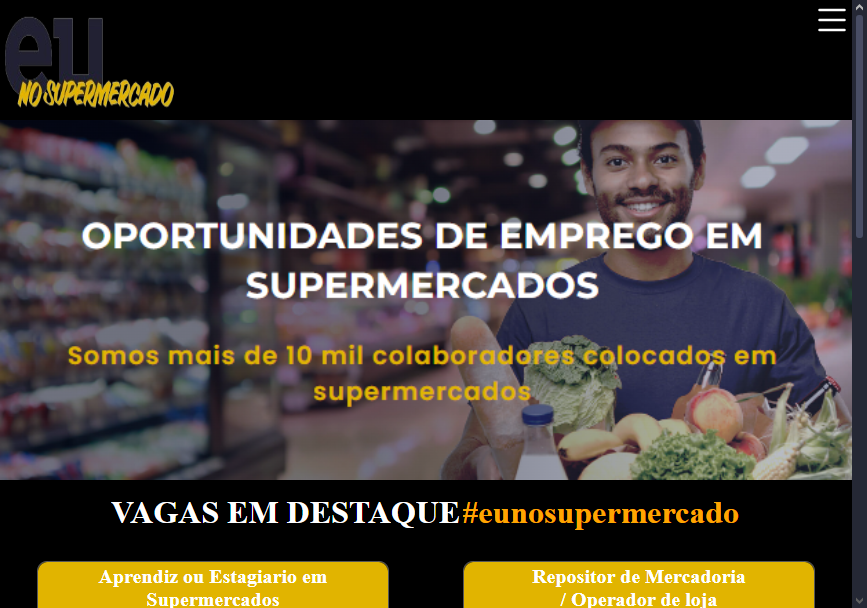 eu
NO SUPERMERCADO
OPORTUNIDADES DE EMPREGO EM
SUPERMERCADOS
Somos mais de 10 mil colaboradores colocados em
supermercados
VAGAS EM DESTAQUE#eunosupermercado
Aprendiz ou Estagiario em
Supermercados
Repositor de Mercadoria
/ Operador de loja